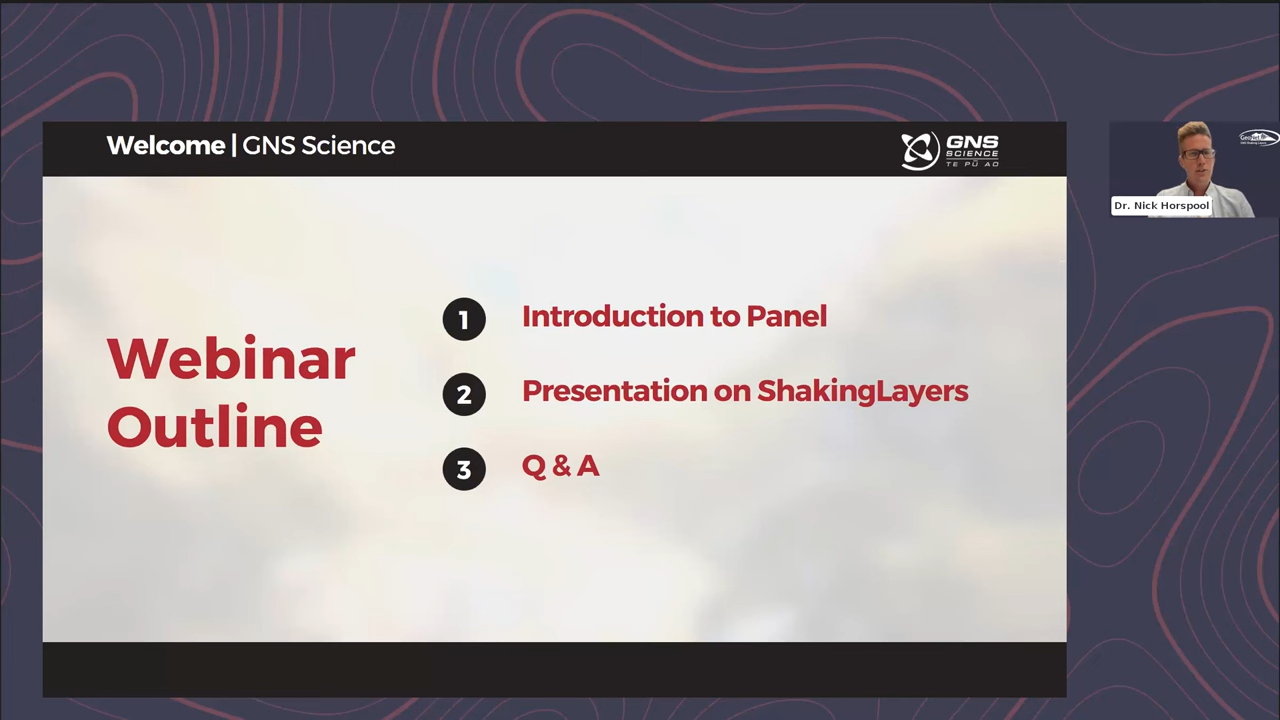 Welcome | GNS Science
GNS
SCIENCE
TE PŪ AO
Webinar
Outline
1 Introduction to Panel
2 Presentation on ShakingLayers
3 Q & A
Dr. Nick Horspool